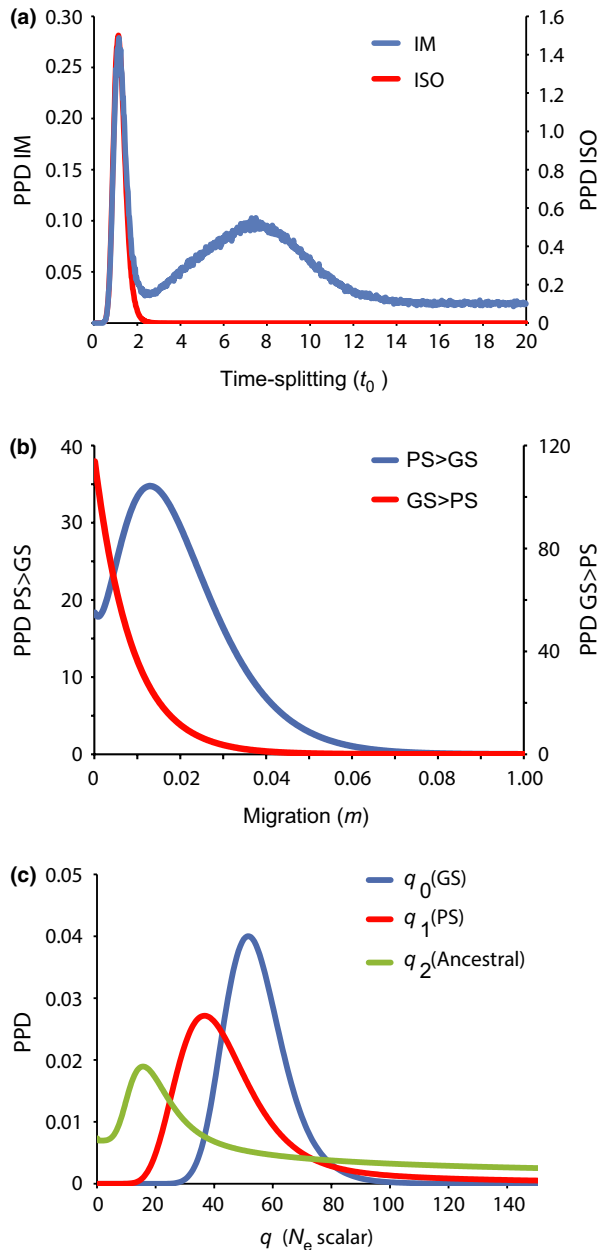 (a)
0.30
0.25
0.20
0.15
0.10
0.05
PPD IM
IM
ISO
1.6
1.4
1.2
1.0
0.8
0.6
0.4
0.2
0
PPD ISO
0 2 4 6 8 10 12 14 16 18 20
Time-splitting (t0 )
(b)
40
30
20
10
0
PPD PS>GS
PS>GS
GS>PS
120
80
40
0
PPD GS>PS
0 0.02 0.04 0.06 0.08 1.00
Migration (m)
(c)
0.05
0.04
0.03
0.02
0.01
0
PPD
q 0(GS)
q 1(PS)
q 2(Ancestral)
0 20 40 60 80 100 120 140
q (Ne scalar)